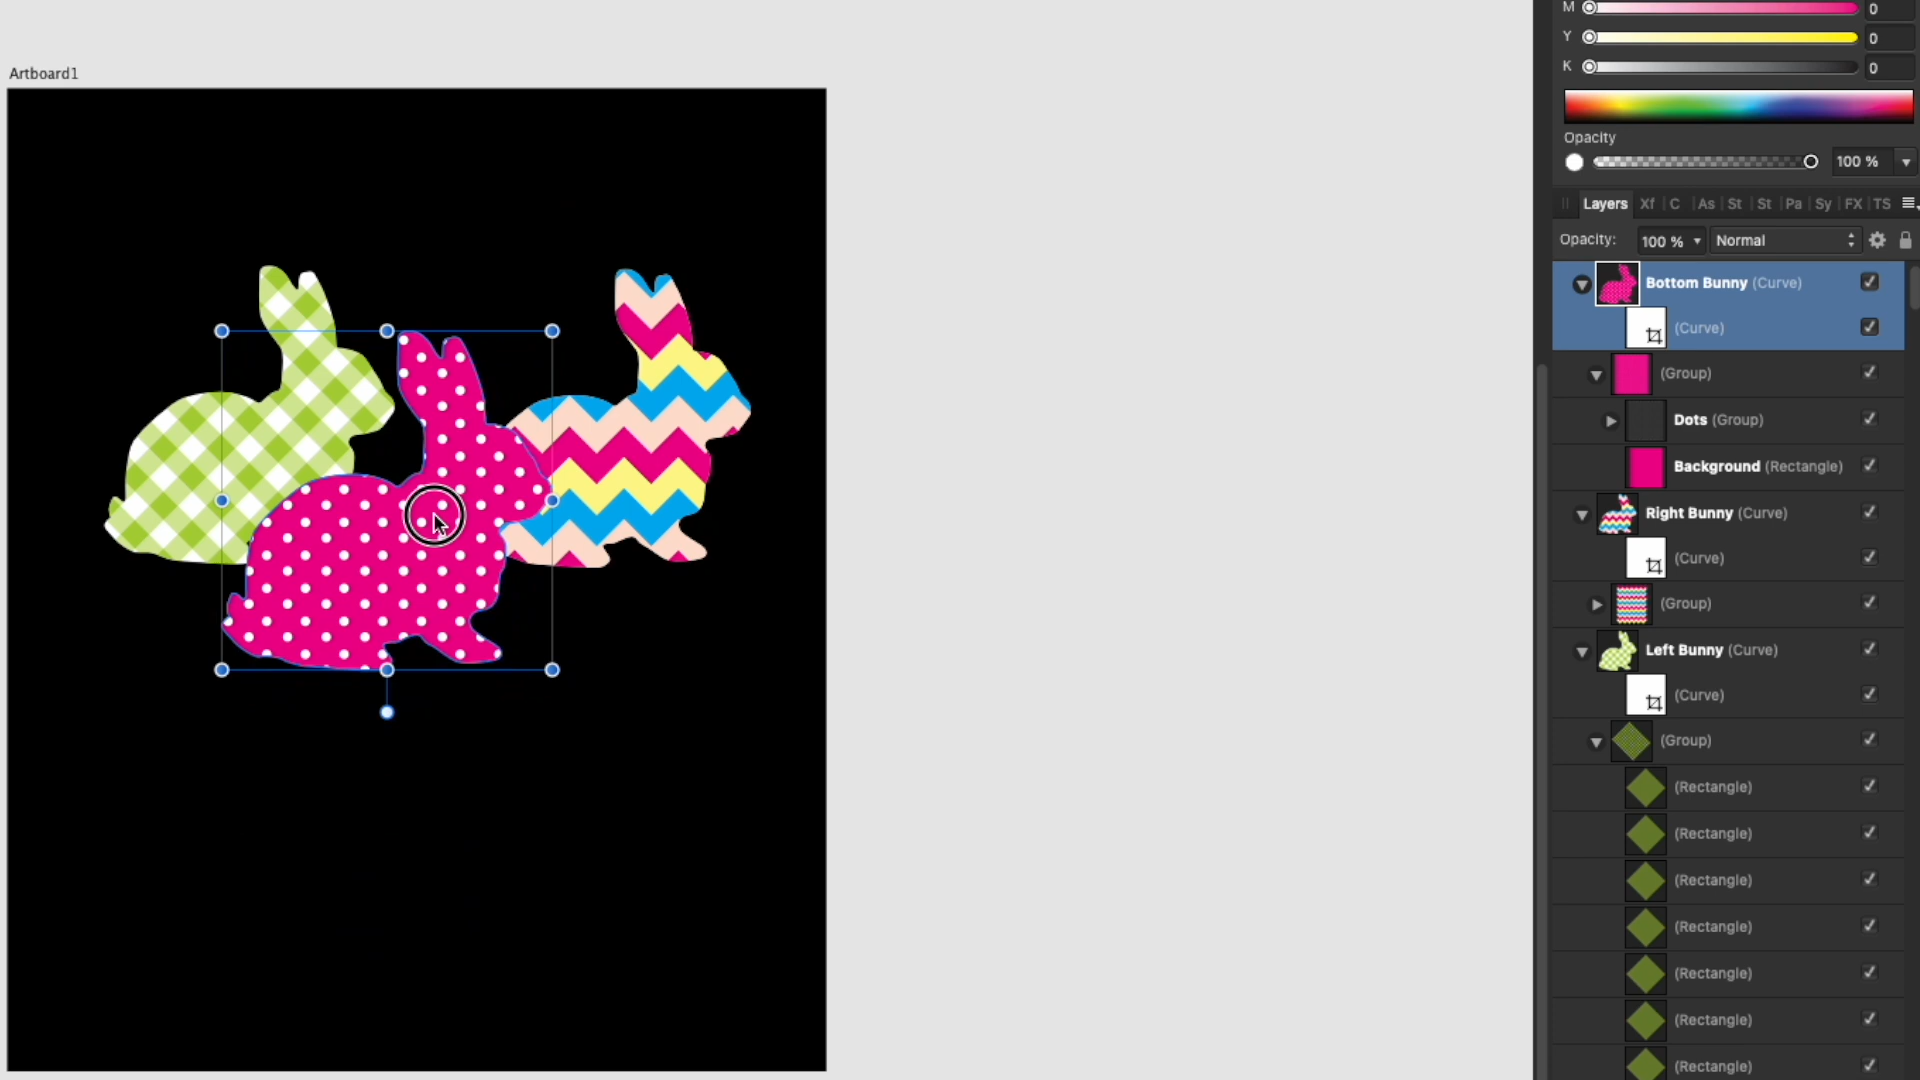 Artboard1
M 0
Y 0
K 0
Opacity
100 %
Layers Xf C As St St Pa Sy FX TS
Opacity: 100 % Normal
Bottom Bunny (Curve)
(Curve)
(Group)
Dots (Group)
Background (Rectangle)
Right Bunny (Curve)
(Curve)
(Group)
Left Bunny (Curve)
(Curve)
(Group)
(Rectangle)
(Rectangle)
(Rectangle)
(Rectangle)
(Rectangle)
(Rectangle)
(Rectangle)